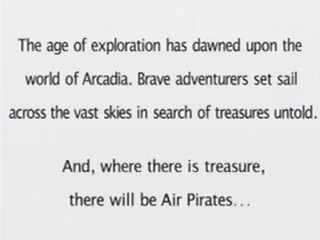 The age of exploration has dawned upon the
world of Arcadia. Brave adventurers set sail
across the vast skies in search of treasures untold.
And, where there is treasure,
there will be Air Pirates...